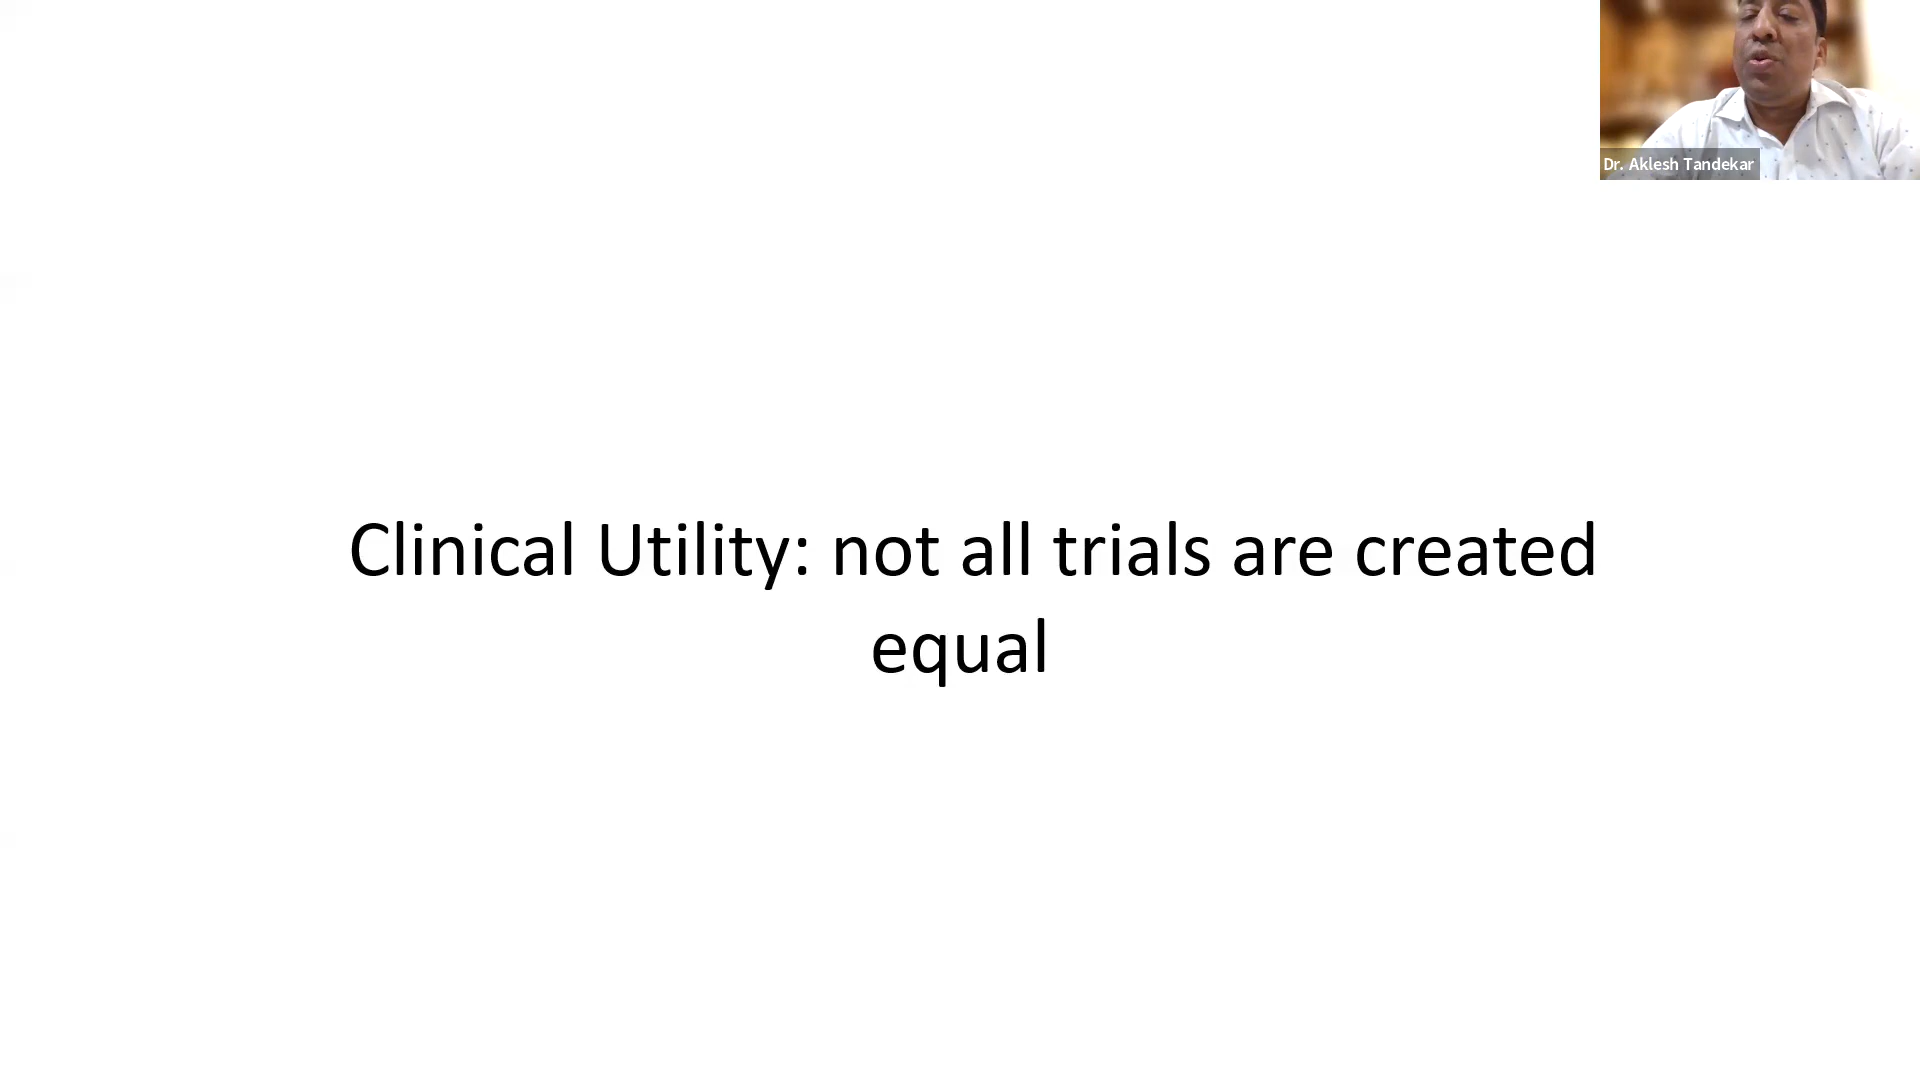 Dr. Aklesh Tandekar
Clinical Utility: not all trials are created
equal